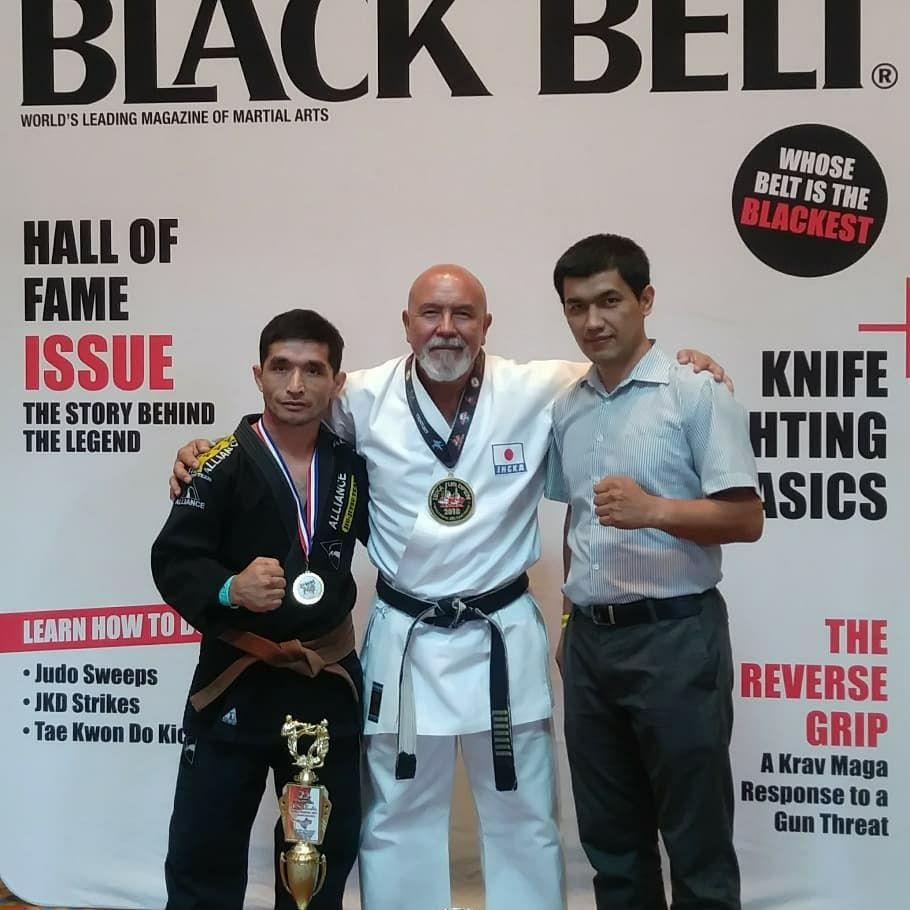 BLACK BELT®
WORLD'S LEADING MAGAZINE OF MARTIAL ARTS
WHOSE
BELT IS THE
BLACKEST
HALL OF
FAME
ISSUE
THE STORY BEHIND
THE LEGEND
KNIFE
HTING
ASICS
ALLIANCE
ALLIANCE
ALLIANCE
2018
LEARN HOW TO D
• Judo Sweeps
• JKD Strikes
• Tae Kwon Do Kic
THE
REVERSE
GRIP
A Krav Maga
Response to a
Gun Threat